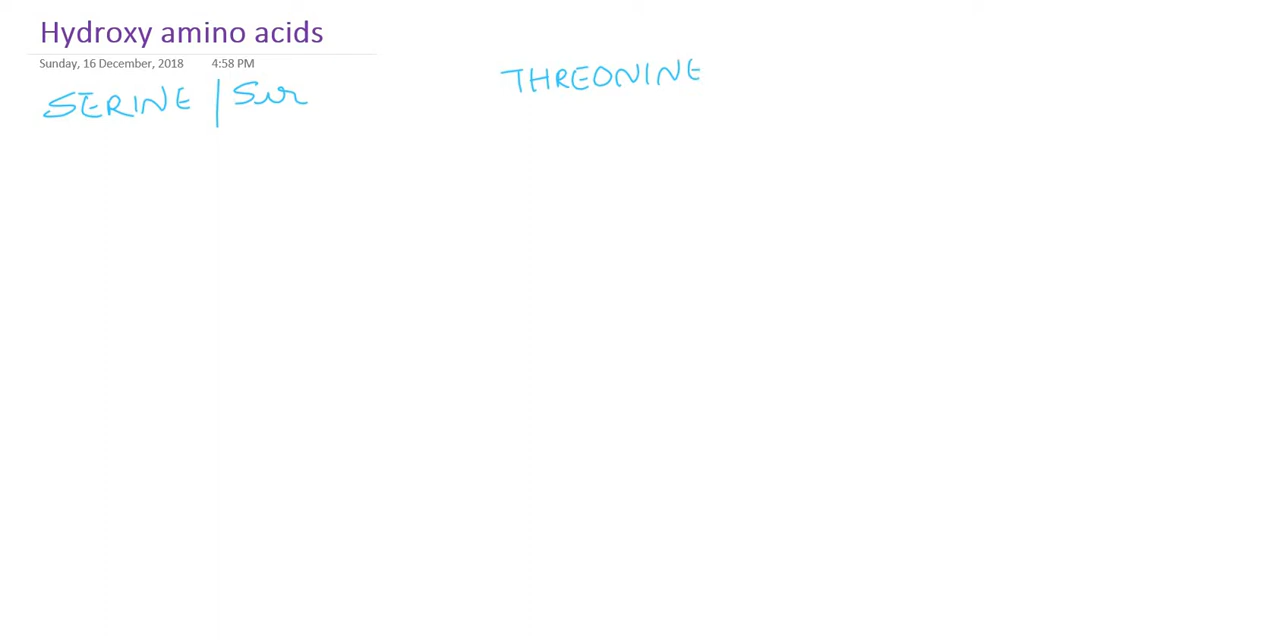 Hydroxy amino acids
Sunday, 16 December, 2018 4:58 PM
SERINE | Ser
THREONINE